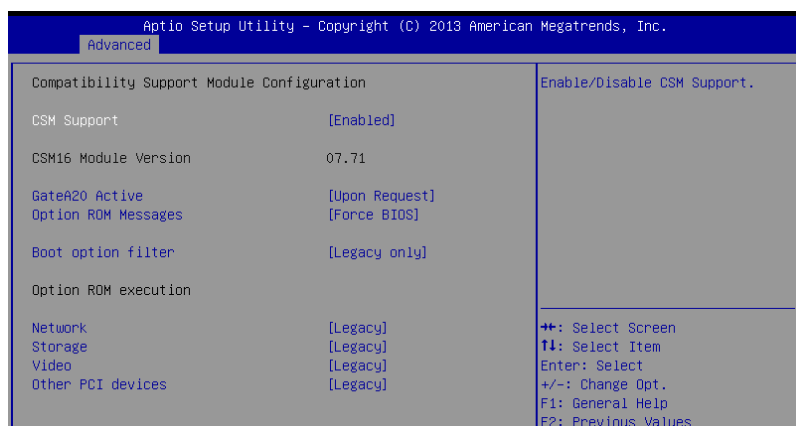 Aptio Setup Utility – Copyright (C) 2013 American Megatrends, Inc.
Advanced
Compatibility Support Module Configuration
Enable/Disable CSM Support.
CSM Support [Enabled]
CSM16 Module Version 07.71
GateA20 Active [Upon Request]
Option ROM Messages [Force BIOS]
Boot option filter [Legacy only]
Option ROM execution
Network [Legacy]
Storage [Legacy]
Video [Legacy]
Other PCI devices [Legacy]
→←: Select Screen
↑↓: Select Item
Enter: Select
+/-: Change Opt.
F1: General Help
F2: Previous Values